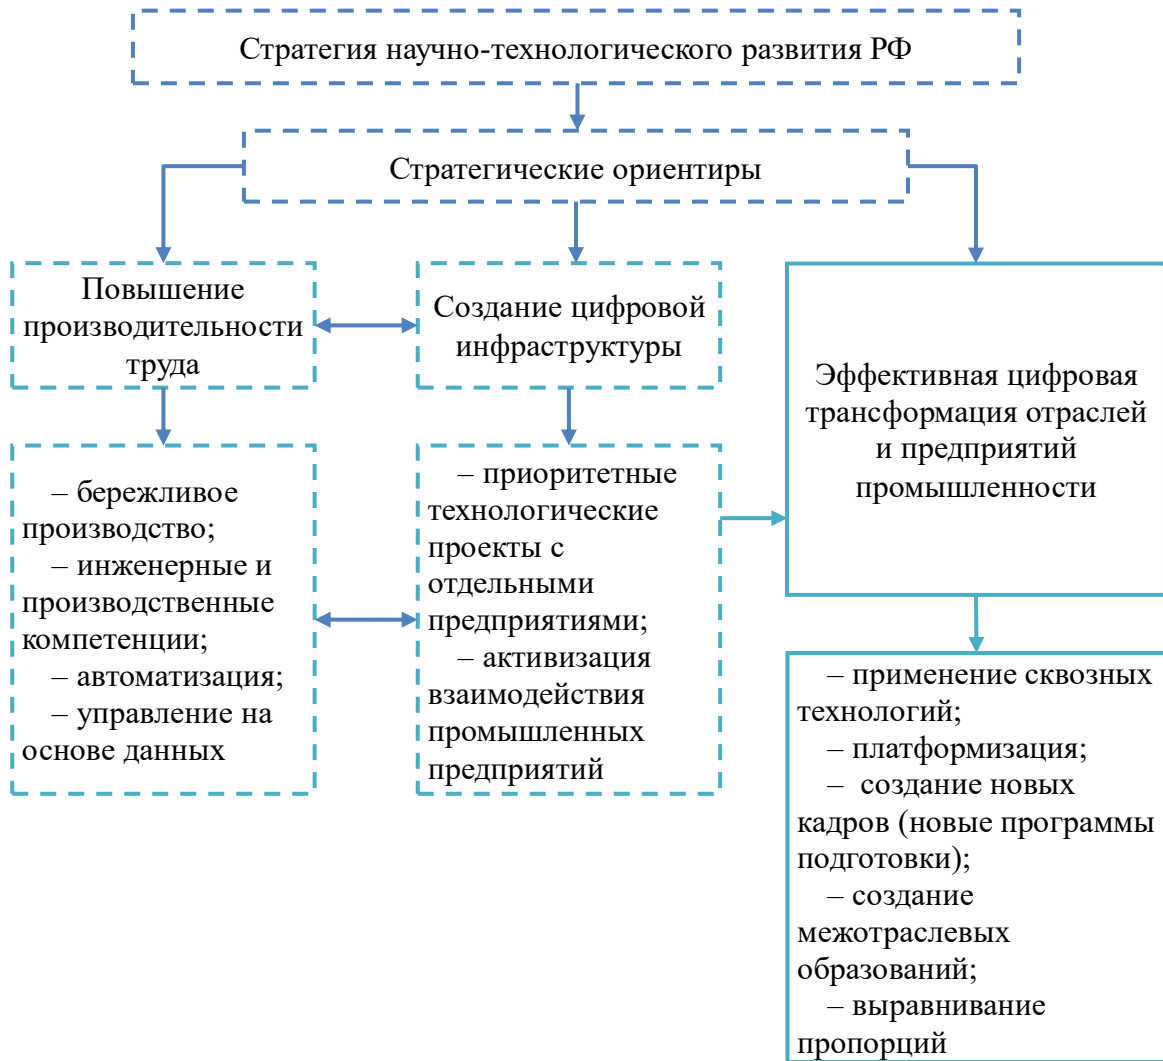 Стратегия научно-технологического развития РФ
Стратегические ориентиры
Повышение
производительности
труда
Создание цифровой
инфраструктуры
Эффективная цифровая
трансформация отраслей
и предприятий
промышленности
– бережливое
производство;
– инженерные и
производственные
компетенции;
– автоматизация;
– управление на
основе данных
– приоритетные
технологические
проекты с
отдельными
предприятиями;
– активизация
взаимодействия
промышленных
предприятий
– применение сквозных
технологий;
– платформизация;
– создание новых
кадров (новые программы
подготовки);
– создание
межотраслевых
образований;
– выравнивание
пропорций